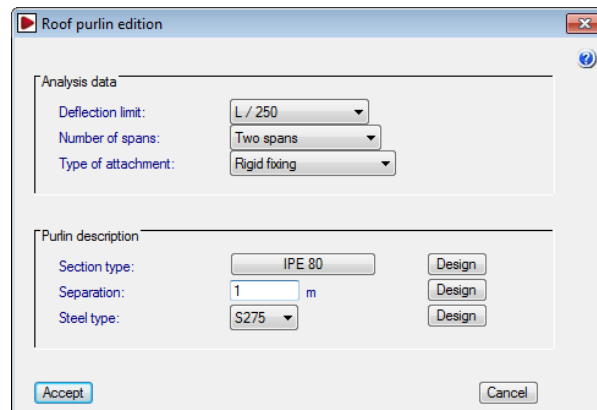 Roof purlin edition
Analysis data
Deflection limit: L / 250
Number of spans: Two spans
Type of attachment: Rigid fixing
Purlin description
Section type: IPE 80 Design
Separation: 1 m Design
Steel type: S275 Design
Accept Cancel